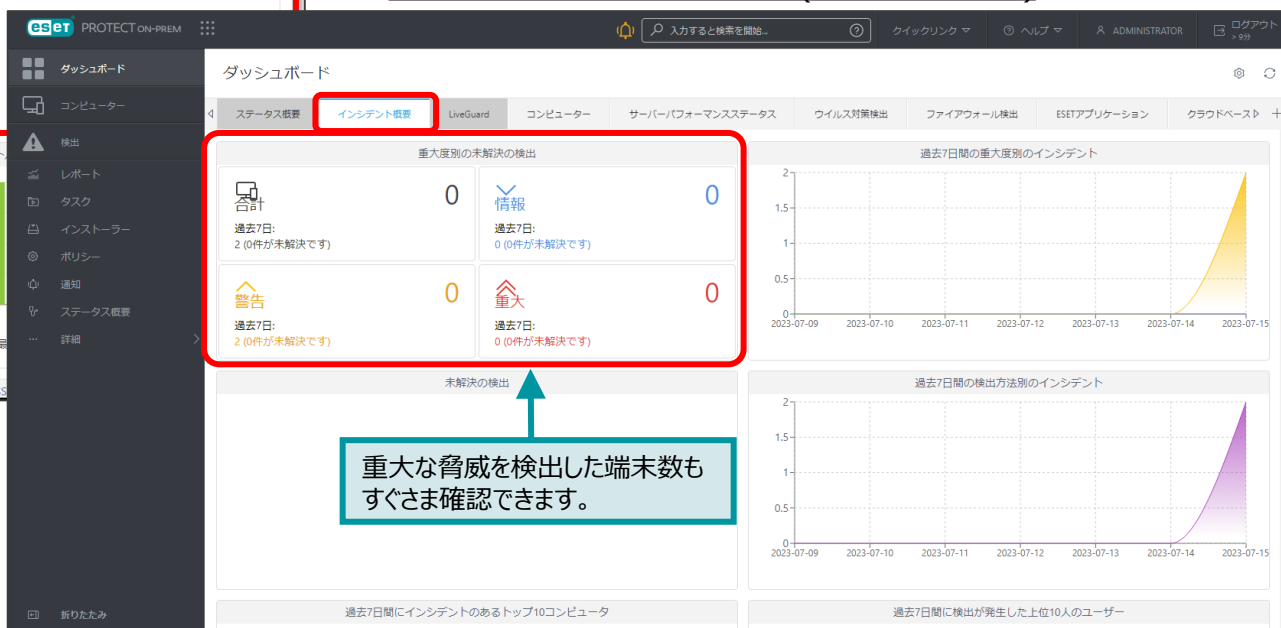 eset PROTECT ON-PREM
入力すると検索を開始...
クイックリンク
ヘルプ
ADMINISTRATOR
ログアウト
> 9分
ダッシュボード
コンピューター
検出
レポート
タスク
インストーラー
ポリシー
通知
ステータス概要
詳細
折りたたみ
ダッシュボード
ステータス概要
インシデント概要
LiveGuard
コンピューター
サーバーパフォーマンスステータス
ウイルス対策検出
ファイアウォール検出
ESETアプリケーション
クラウドベース
重大度別の未解決の検出
合計
0
過去7日:
2 (0件が未解決です)
情報
0
過去7日:
0 (0件が未解決です)
警告
0
過去7日:
2 (0件が未解決です)
重大
0
過去7日:
0 (0件が未解決です)
過去7日間の重大度別のインシデント
2
1.5
1
0.5
0
2023-07-09 2023-07-10 2023-07-11 2023-07-12 2023-07-13 2023-07-14 2023-07-15
未解決の検出
重大な脅威を検出した端末数も
すぐさま確認できます。
過去7日間の検出方法別のインシデント
2
1.5
1
0.5
0
2023-07-09 2023-07-10 2023-07-11 2023-07-12 2023-07-13 2023-07-14 2023-07-15
過去7日間にインシデントのあるトップ10コンピュータ
過去7日間に検出が発生した上位10人のユーザー